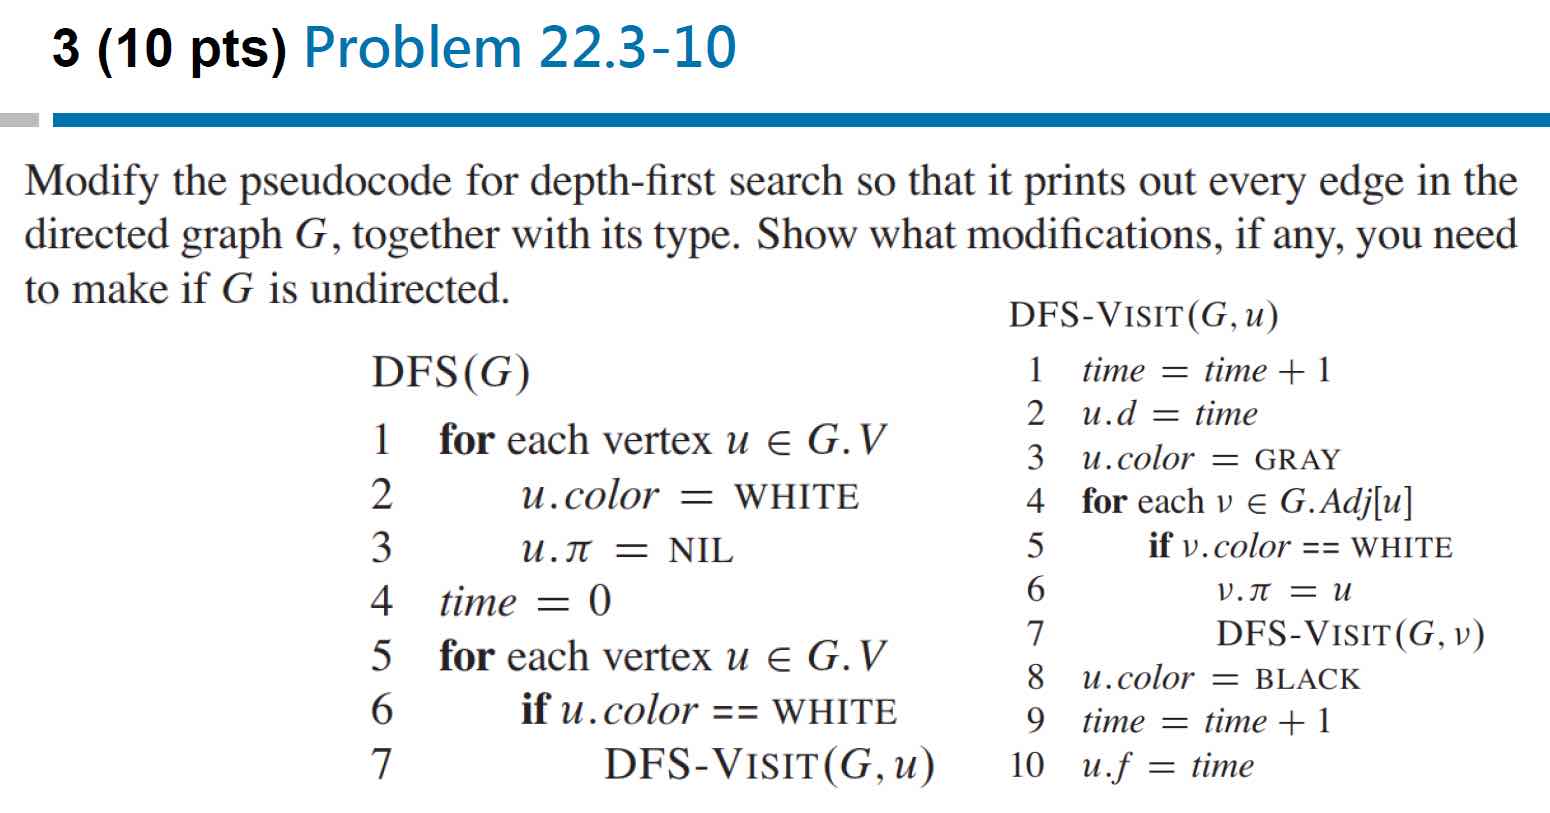 3 (10 pts) Problem 22.3-10
Modify the pseudocode for depth-first search so that it prints out every edge in the
directed graph G, together with its type. Show what modifications, if any, you need
to make if G is undirected.
DFS(G)
1 for each vertex u ∈ G.V
2 u.color = WHITE
3 u.π = NIL
4 time = 0
5 for each vertex u ∈ G.V
6 if u.color == WHITE
7 DFS-VISIT(G, u)
DFS-VISIT(G, u)
1 time = time + 1
2 u.d = time
3 u.color = GRAY
4 for each v ∈ G.Adj[u]
5 if v.color == WHITE
6 v.π = u
7 DFS-VISIT(G, v)
8 u.color = BLACK
9 time = time + 1
10 u.f = time